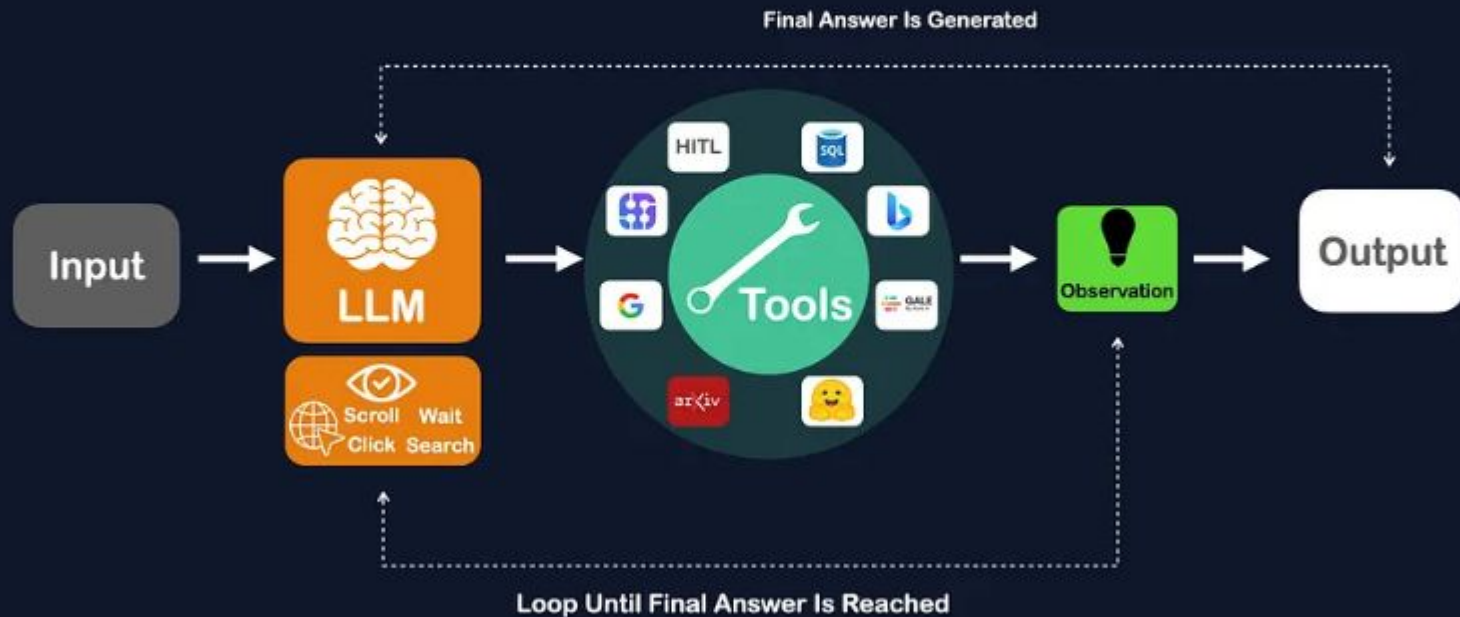 Final Answer Is Generated
Input
LLM
Scroll Wait
Click Search
HITL
SQL
Tools
GALE
arXiv
Observation
Output
Loop Until Final Answer Is Reached